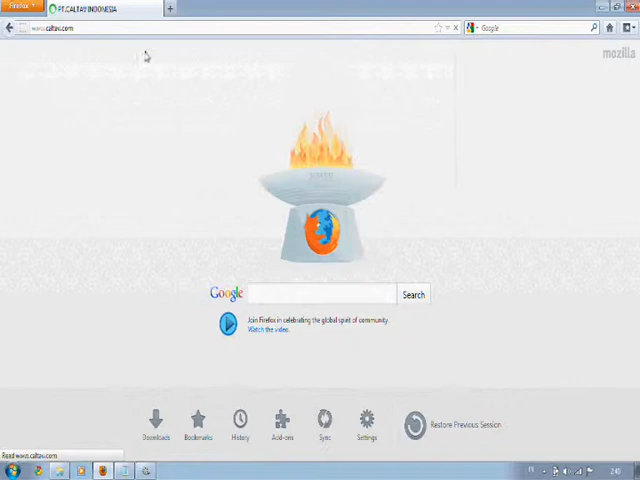 Firefox
PT.CALTAV INDONESIA
www.caltav.com
Google
mozilla
Google
Search
Join Firefox in celebrating the global spirit of community.
Watch the video.
Downloads
Bookmarks
History
Add-ons
Sync
Settings
Restore Previous Session
Read www.caltav.com